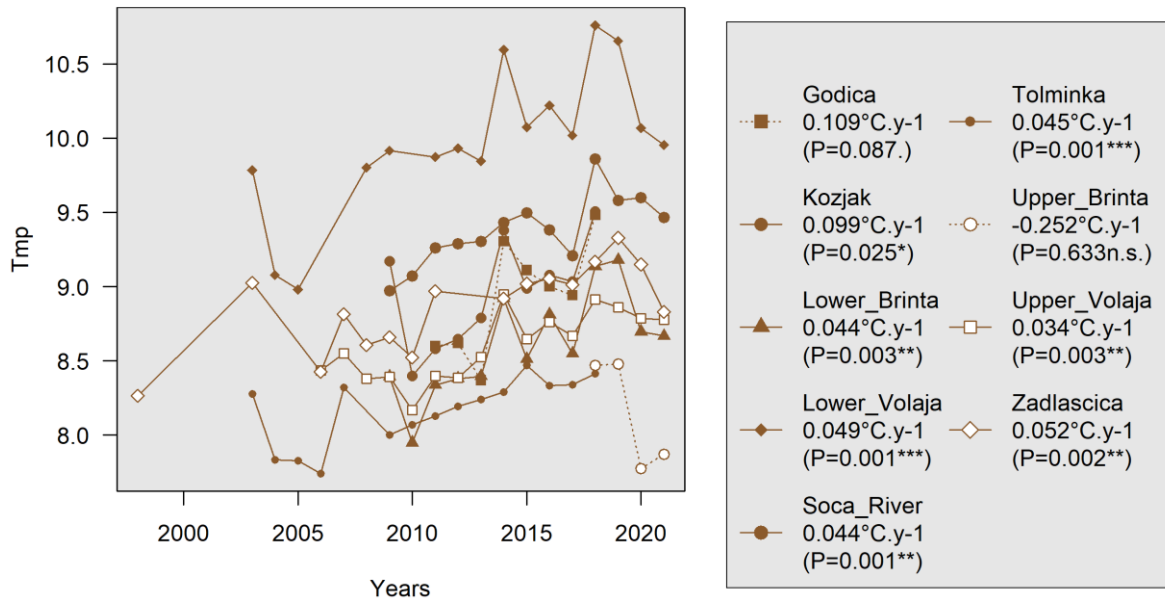 10.5
10.0
9.5
9.0
8.5
8.0
Tmp
2000 2005 2010 2015 2020
Years
Godica
0.109°C.y-1
(P=0.087.)
Kozjak
0.099°C.y-1
(P=0.025*)
Lower_Brinta
0.044°C.y-1
(P=0.003**)
Lower_Volaja
0.049°C.y-1
(P=0.001***)
Soca_River
0.044°C.y-1
(P=0.001**)
Tolminka
0.045°C.y-1
(P=0.001***)
Upper_Brinta
-0.252°C.y-1
(P=0.633n.s.)
Upper_Volaja
0.034°C.y-1
(P=0.003**)
Zadlascica
0.052°C.y-1
(P=0.002**)